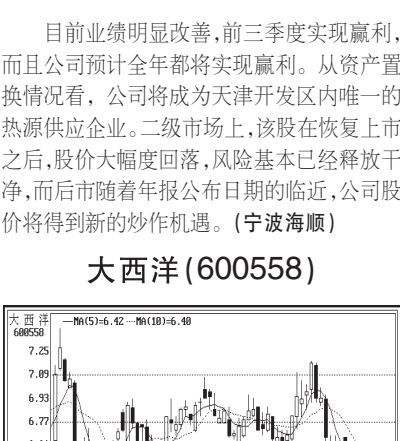 目前业绩明显改善,前三季度实现赢利,
而且公司预计全年都将实现赢利。从资产置
换情况看,公司将成为天津开发区内唯一的
热源供应企业。二级市场上,该股在恢复上市
之后,股价大幅度回落,风险基本已经释放干
净,而后市随着年报公布日期的临近,公司股
价将得到新的炒作机遇。(宁波海顺)
大西洋(600558)
大西洋 —MA(5)=6.42 ····MA(10)=6.40
600558
7.25
7.09
6.93
6.77